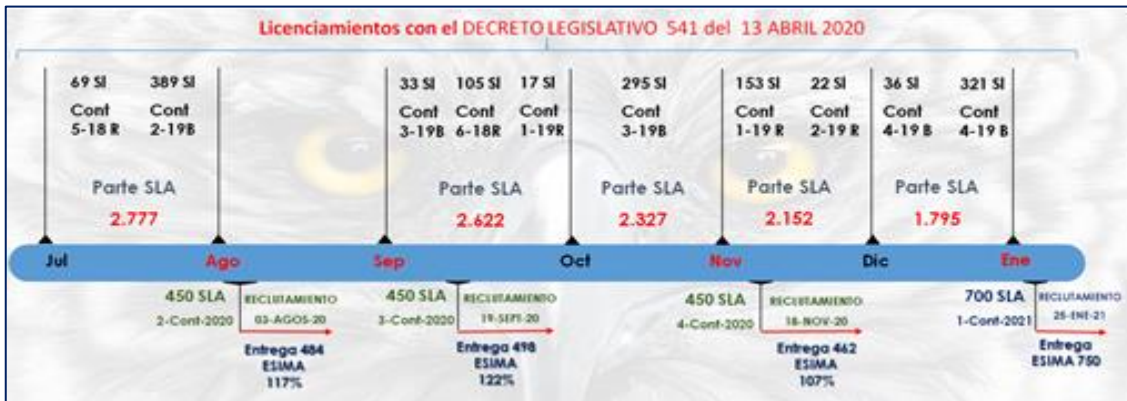 Licenciamientos con el DECRETO LEGISLATIVO 541 del 13 ABRIL 2020
69 SI
Cont
5-18 R
389 SI
Cont
2-19B
33 SI
Cont
3-19B
105 SI
Cont
6-18R
17 SI
Cont
1-19R
295 SI
Cont
3-19B
153 SI
Cont
1-19 R
22 SI
Cont
2-19 R
36 SI
Cont
4-19 B
321 SI
Cont
4-19 B
Parte SLA
2.777
Parte SLA
2.622
Parte SLA
2.327
Parte SLA
2.152
Parte SLA
1.795
Jul
Ago
Sep
Oct
Nov
Dic
Ene
450 SLA
2-Cont-2020
RECLUTAMIENTO
03-AGOS-20
Entrega 484
ESIMA
117%
450 SLA
3-Cont-2020
RECLUTAMIENTO
19-SEPT-20
Entrega 498
ESIMA
122%
450 SLA
4-Cont-2020
RECLUTAMIENTO
18-NOV-20
Entrega 462
ESIMA
107%
700 SLA
1-Cont-2021
RECLUTAMIENTO
25-ENE-21
Entrega
ESIMA 750